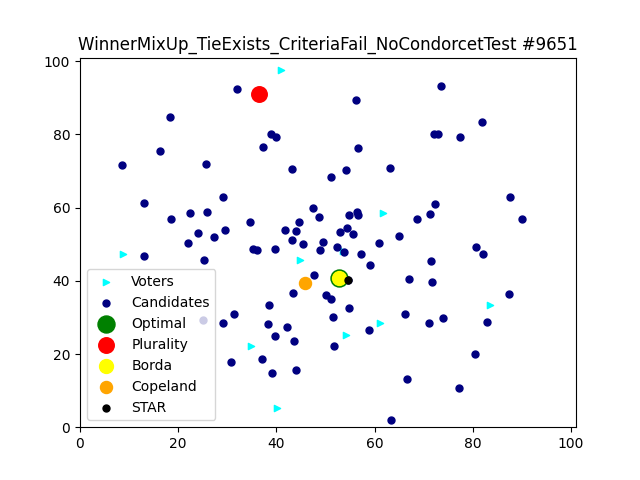 WinnerMixUp_TieExists_CriteriaFail_NoCondorcetTest #9651
100
80
60
40
20
0
Voters
Candidates
Optimal
Plurality
Borda
Copeland
STAR
0 20 40 60 80 100